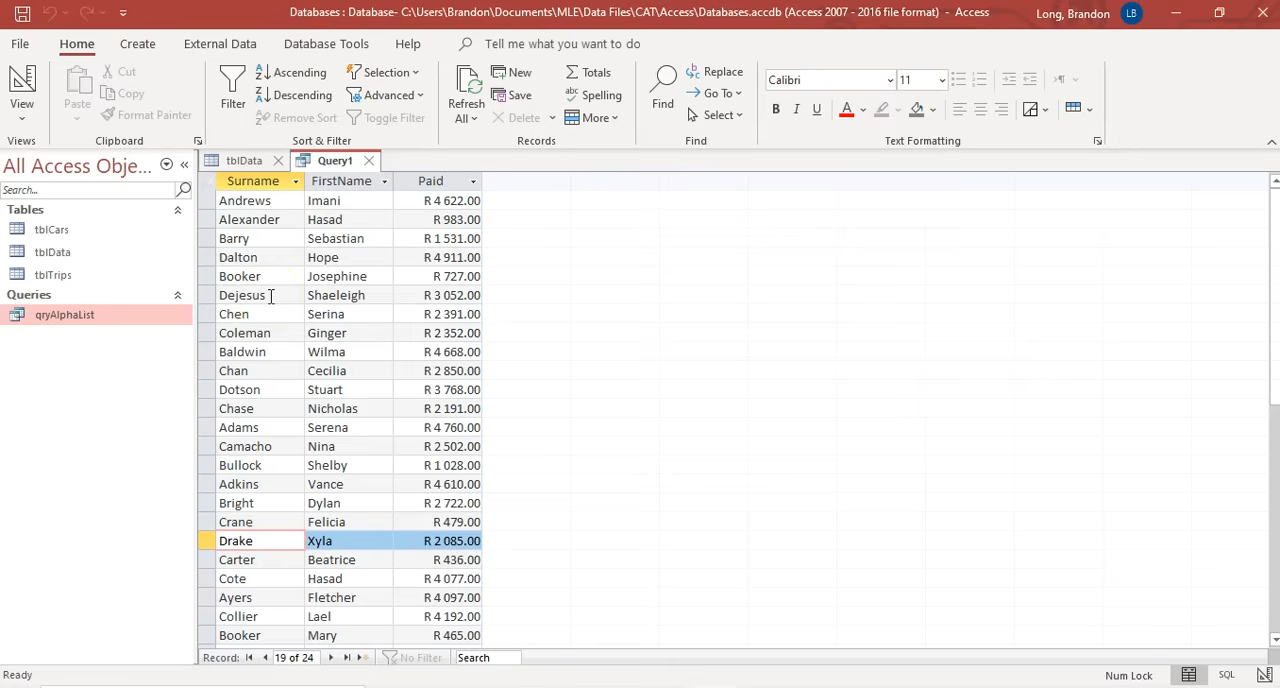 Databases : Database- C:\Users\Brandon\Documents\MLE\Data Files\CAT\Access\Databases.accdb (Access 2007 - 2016 file format) - Access
Long, Brandon LB
File Home Create External Data Database Tools Help Tell me what you want to do
View
Views
Paste
Cut
Copy
Format Painter
Clipboard
Filter
Ascending
Descending
Remove Sort
Selection
Advanced
Toggle Filter
Sort & Filter
Refresh
All
New
Save
Delete
Totals
Spelling
More
Records
Find
Replace
Go To
Select
Find
Calibri 11
B I U A
Text Formatting
All Access Obje...
Search...
Tables
tblCars
tblData
tblTrips
Queries
qryAlphaList
tblData Query1
Surname FirstName Paid
Andrews Imani R 4 622.00
Alexander Hasad R 983.00
Barry Sebastian R 1 531.00
Dalton Hope R 4 911.00
Booker Josephine R 727.00
Dejesus Shaeleigh R 3 052.00
Chen Serina R 2 391.00
Coleman Ginger R 2 352.00
Baldwin Wilma R 4 668.00
Chan Cecilia R 2 850.00
Dotson Stuart R 3 768.00
Chase Nicholas R 2 191.00
Adams Serena R 4 760.00
Camacho Nina R 2 502.00
Bullock Shelby R 1 028.00
Adkins Vance R 4 610.00
Bright Dylan R 2 722.00
Crane Felicia R 479.00
Drake Xyla R 2 085.00
Carter Beatrice R 436.00
Cote Hasad R 4 077.00
Ayers Fletcher R 4 097.00
Collier Lael R 4 192.00
Booker Mary R 465.00
Record: 19 of 24 No Filter Search
Ready Num Lock SQL